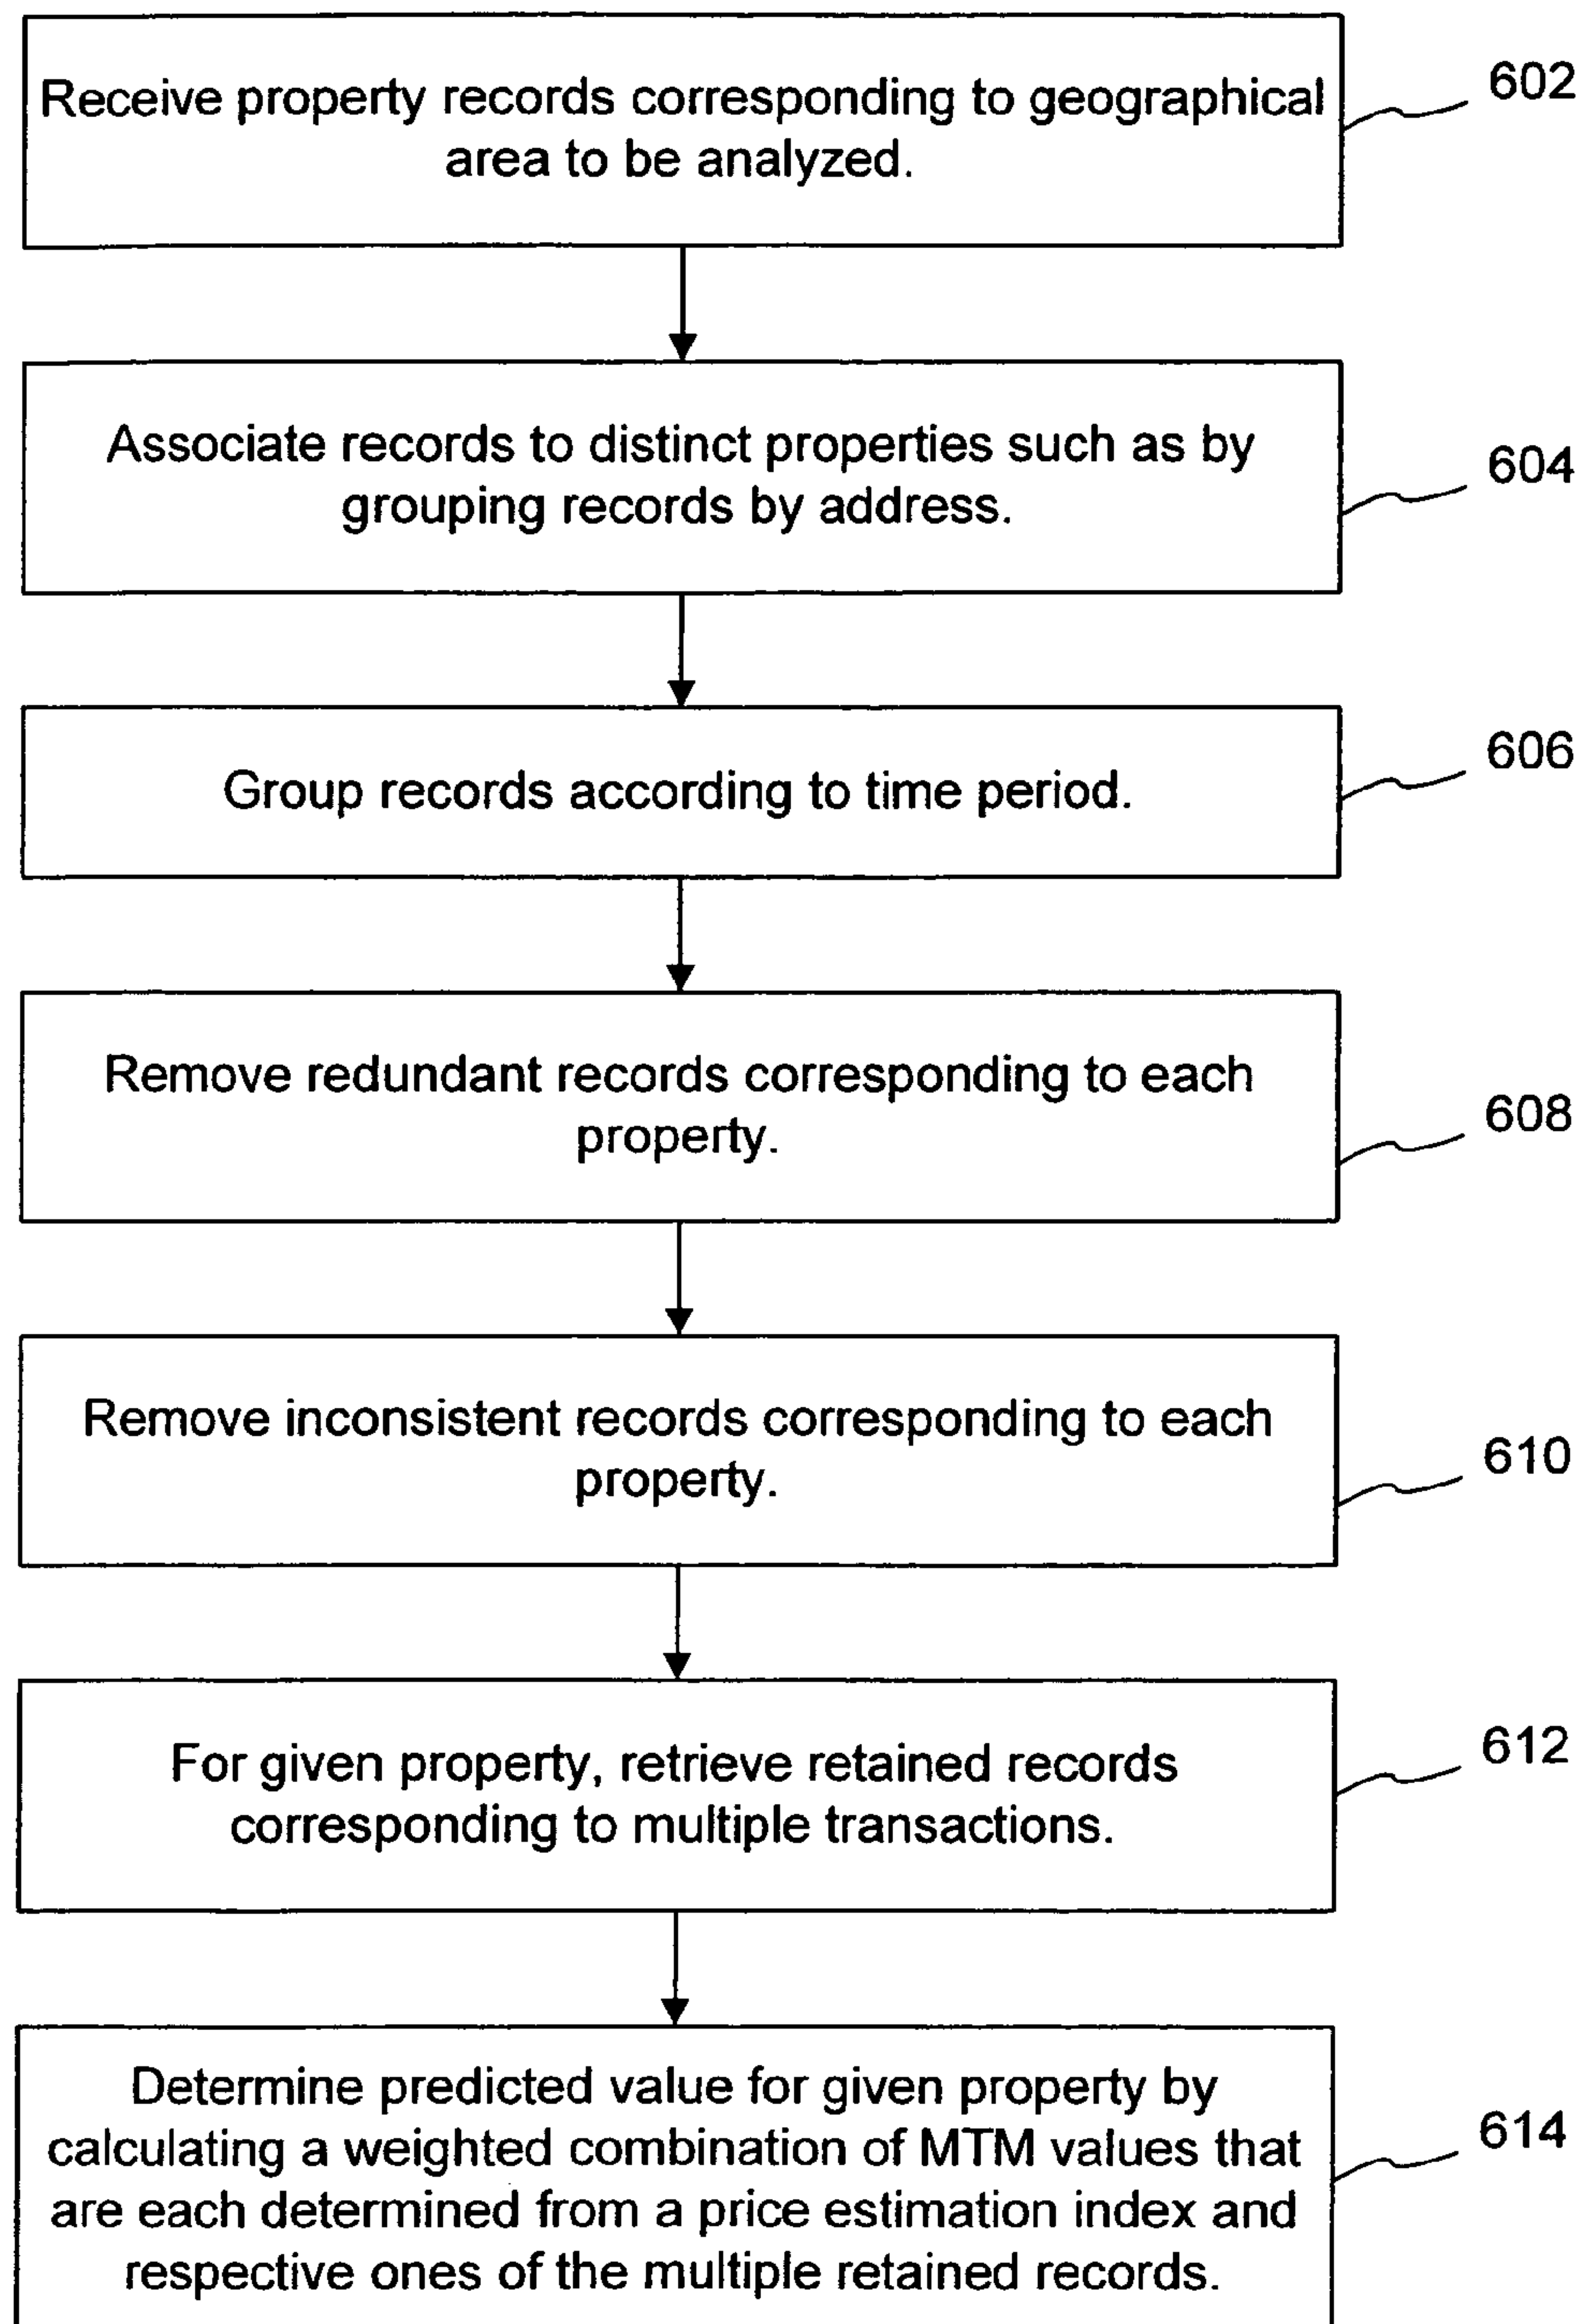 Receive property records corresponding to geographical
area to be analyzed.
602
Associate records to distinct properties such as by
grouping records by address.
604
Group records according to time period.
606
Remove redundant records corresponding to each
property.
608
Remove inconsistent records corresponding to each
property.
610
For given property, retrieve retained records
corresponding to multiple transactions.
612
Determine predicted value for given property by
calculating a weighted combination of MTM values that
are each determined from a price estimation index and
respective ones of the multiple retained records.
614